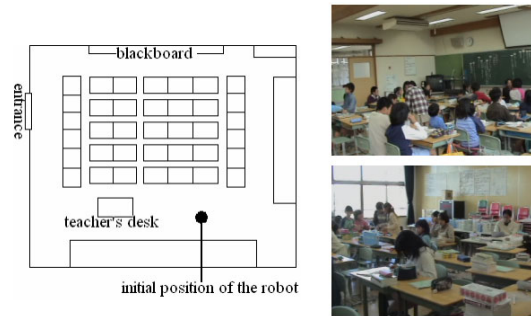 blackboard
entrance
teacher's desk
initial position of the robot